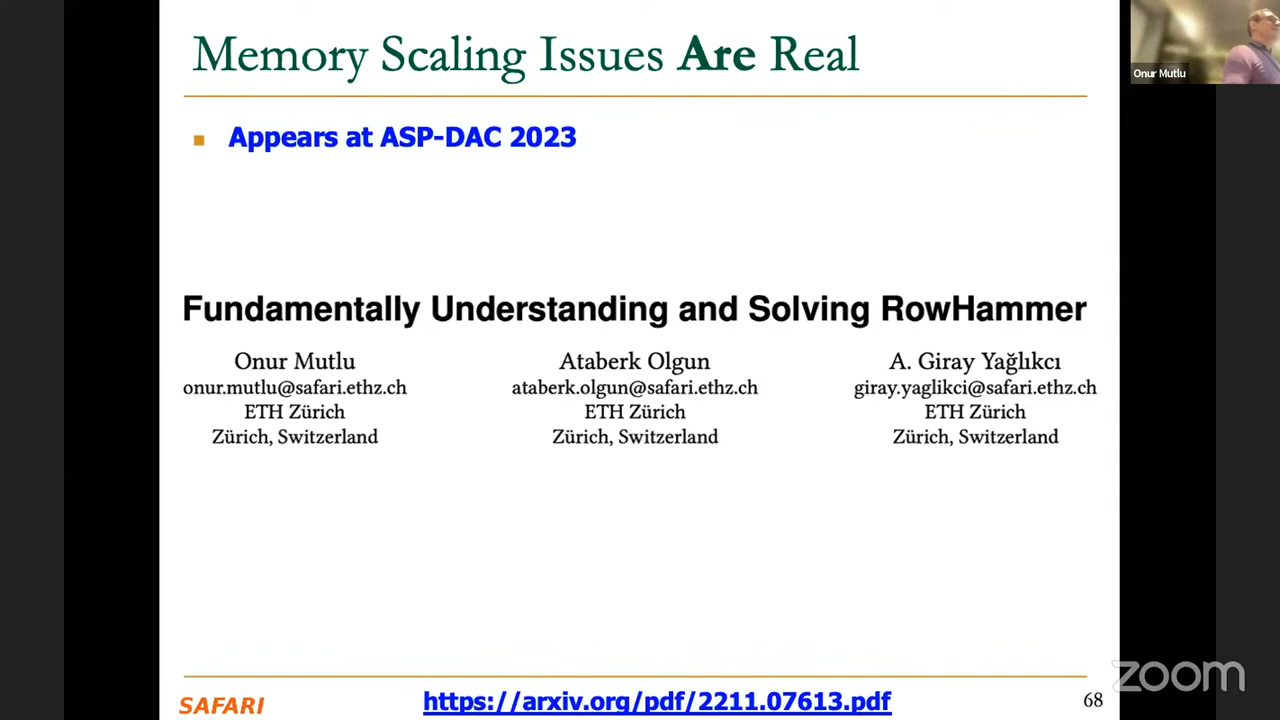 Memory Scaling Issues Are Real
Appears at ASP-DAC 2023
Fundamentally Understanding and Solving RowHammer
Onur Mutlu
onur.mutlu@safari.ethz.ch
ETH Zürich
Zürich, Switzerland
Ataberk Olgun
ataberk.olgun@safari.ethz.ch
ETH Zürich
Zürich, Switzerland
A. Giray Yağlıkcı
giray.yaglikci@safari.ethz.ch
ETH Zürich
Zürich, Switzerland
SAFARI
https://arxiv.org/pdf/2211.07613.pdf
68
Onur Mutlu
zoom